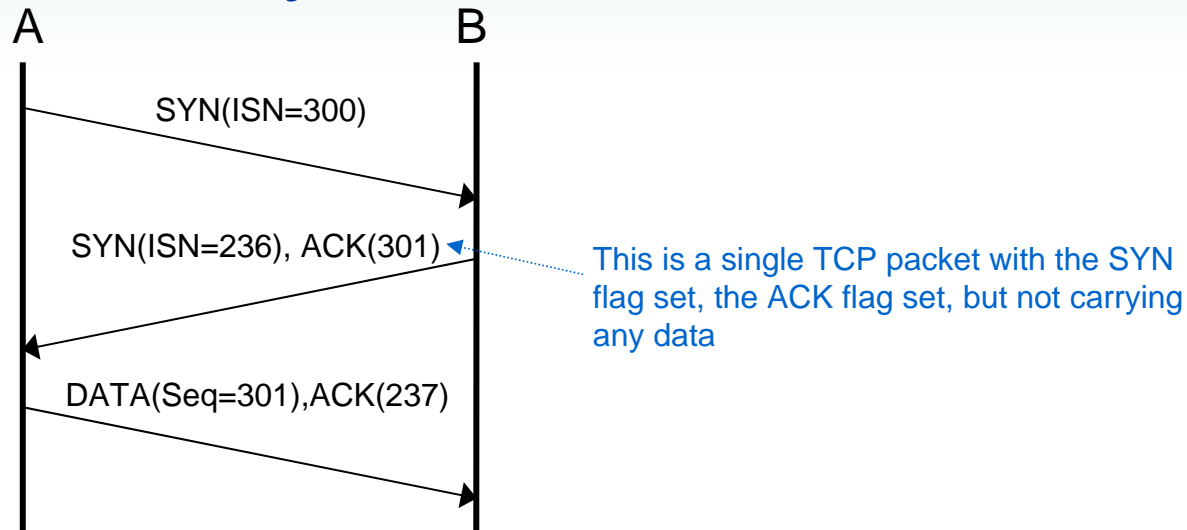 A
B
SYN(ISN=300)
SYN(ISN=236), ACK(301)
This is a single TCP packet with the SYN
flag set, the ACK flag set, but not carrying
any data
DATA(Seq=301),ACK(237)